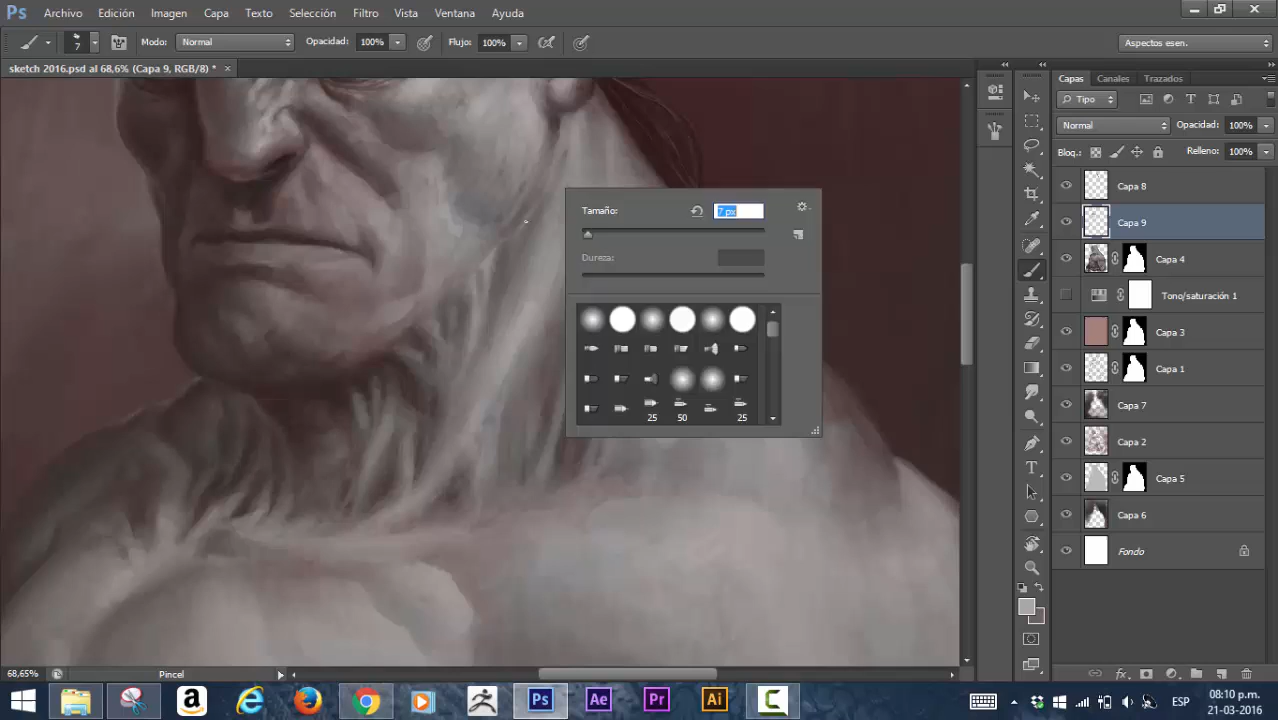 Ps Archivo Edición Imagen Capa Texto Selección Filtro Vista Ventana Ayuda
7 Modo: Normal Opacidad: 100% Flujo: 100% Aspectos esen.
sketch 2016.psd al 68,6% (Capa 9, RGB/8) * ×
Capas Canales Trazados
Tipo
Normal Opacidad: 100%
Bloq.: Relleno: 100%
Capa 8
Tamaño: 7 px
Capa 9
Dureza:
Capa 4
Tono/saturación 1
Capa 3
Capa 1
25 50 25
Capa 7
Capa 2
Capa 5
Capa 6
Fondo
68,65% Pincel
a Ps Ae Pr Ai C ESP
08:10 p.m.
21-03-2016